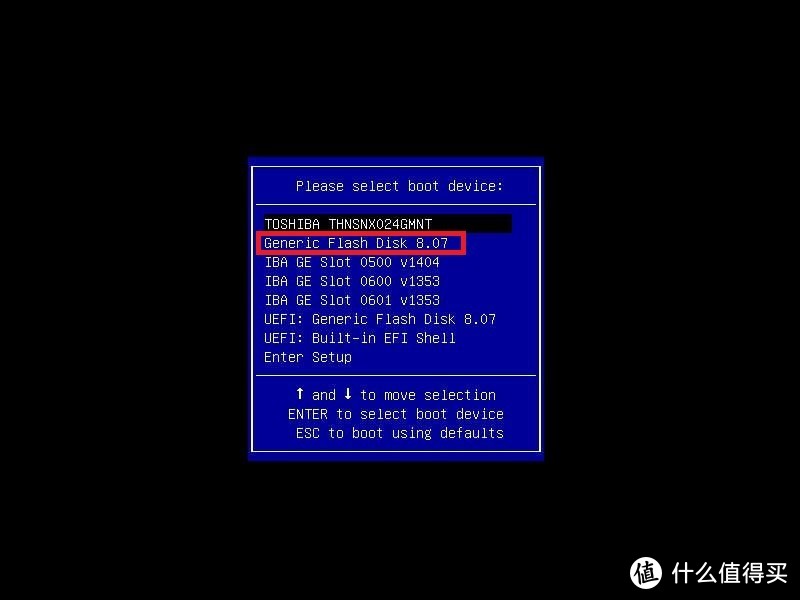 Please select boot device:
TOSHIBA THNSNX024GMNT
Generic Flash Disk 8.07
IBA GE Slot 0500 v1404
IBA GE Slot 0600 v1353
IBA GE Slot 0601 v1353
UEFI: Generic Flash Disk 8.07
UEFI: Built-in EFI Shell
Enter Setup
↑ and ↓ to move selection
ENTER to select boot device
ESC to boot using defaults
值 什么值得买